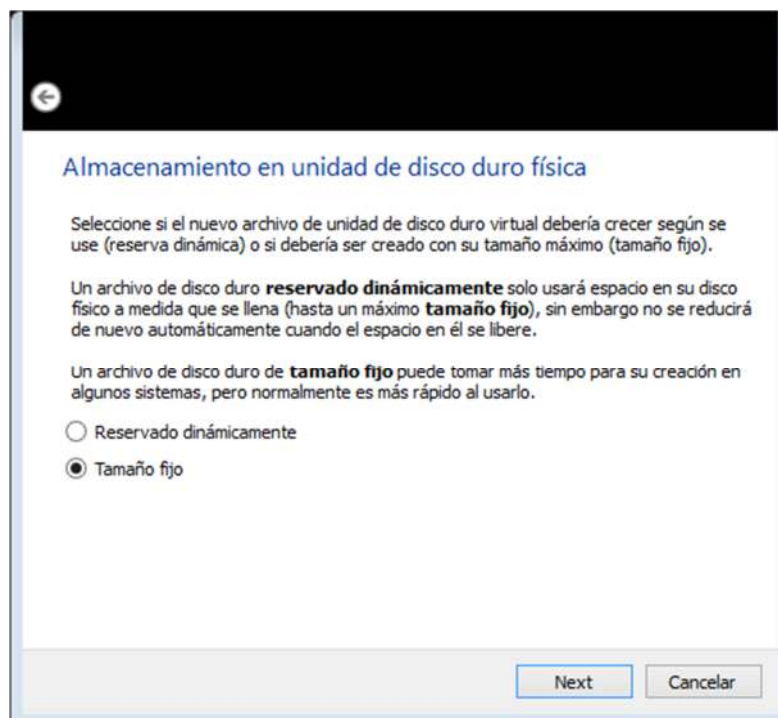 Almacenamiento en unidad de disco duro física
Seleccione si el nuevo archivo de unidad de disco duro virtual debería crecer según se
use (reserva dinámica) o si debería ser creado con su tamaño máximo (tamaño fijo).
Un archivo de disco duro reservado dinámicamente solo usará espacio en su disco
físico a medida que se llena (hasta un máximo tamaño fijo), sin embargo no se reducirá
de nuevo automáticamente cuando el espacio en él se libere.
Un archivo de disco duro de tamaño fijo puede tomar más tiempo para su creación en
algunos sistemas, pero normalmente es más rápido al usarlo.
Reservado dinámicamente
Tamaño fijo
Next
Cancelar